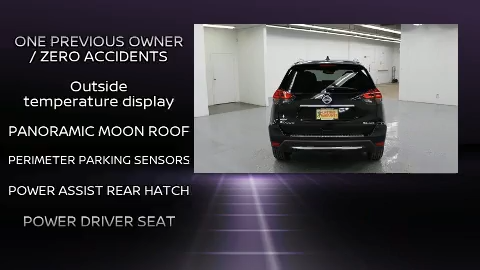 ONE PREVIOUS OWNER
/ ZERO ACCIDENTS
Outside
temperature display
PANORAMIC MOON ROOF
PERIMETER PARKING SENSORS
POWER ASSIST REAR HATCH
POWER DRIVER SEAT